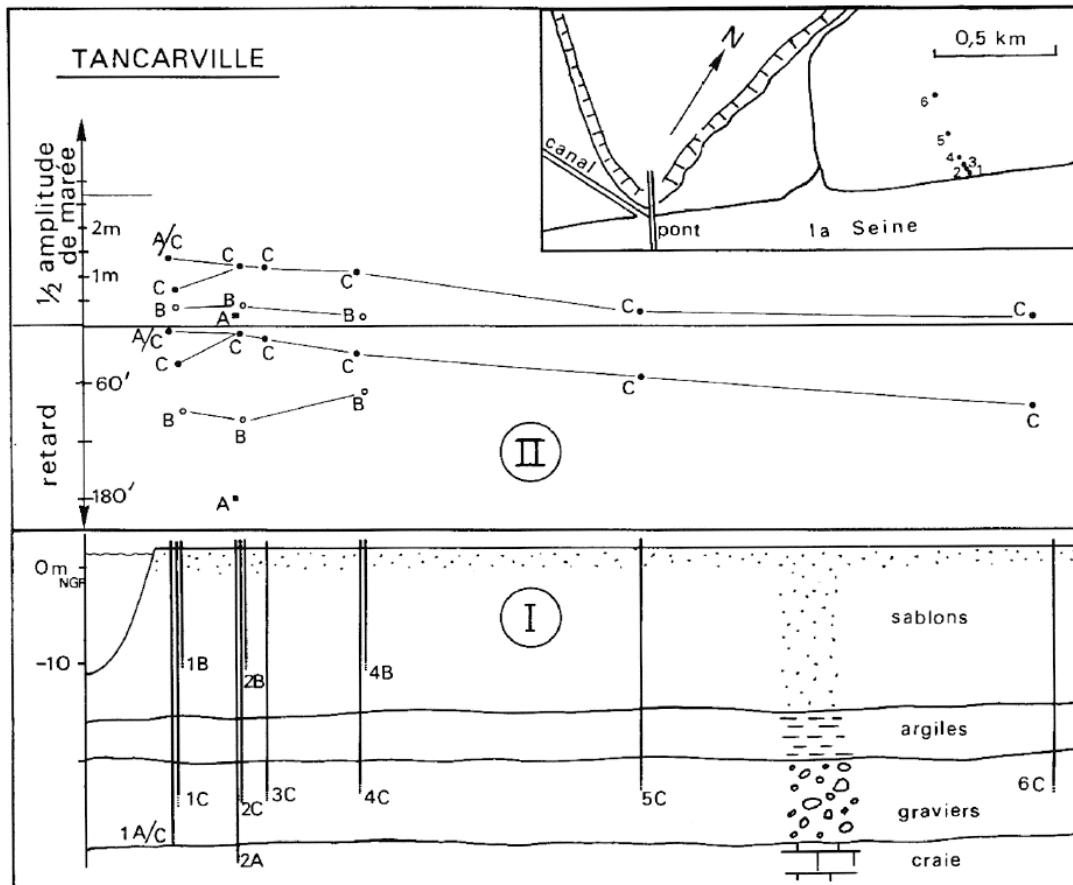 TANCARVILLE
0,5 km
N
6
5
4
3
2
1
canal
pont
la Seine
½ amplitude
de marée
2m
1m
A/C
C
C
C
C
C
C
B
B
B
A
A/C
C
C
C
C
C
C
B
B
B
A
60'
180'
retard
II
0 m
NGF
-10
I
1B
2B
4B
sablons
argiles
graviers
craie
1C
2C
3C
4C
5C
6C
1A/C
2A